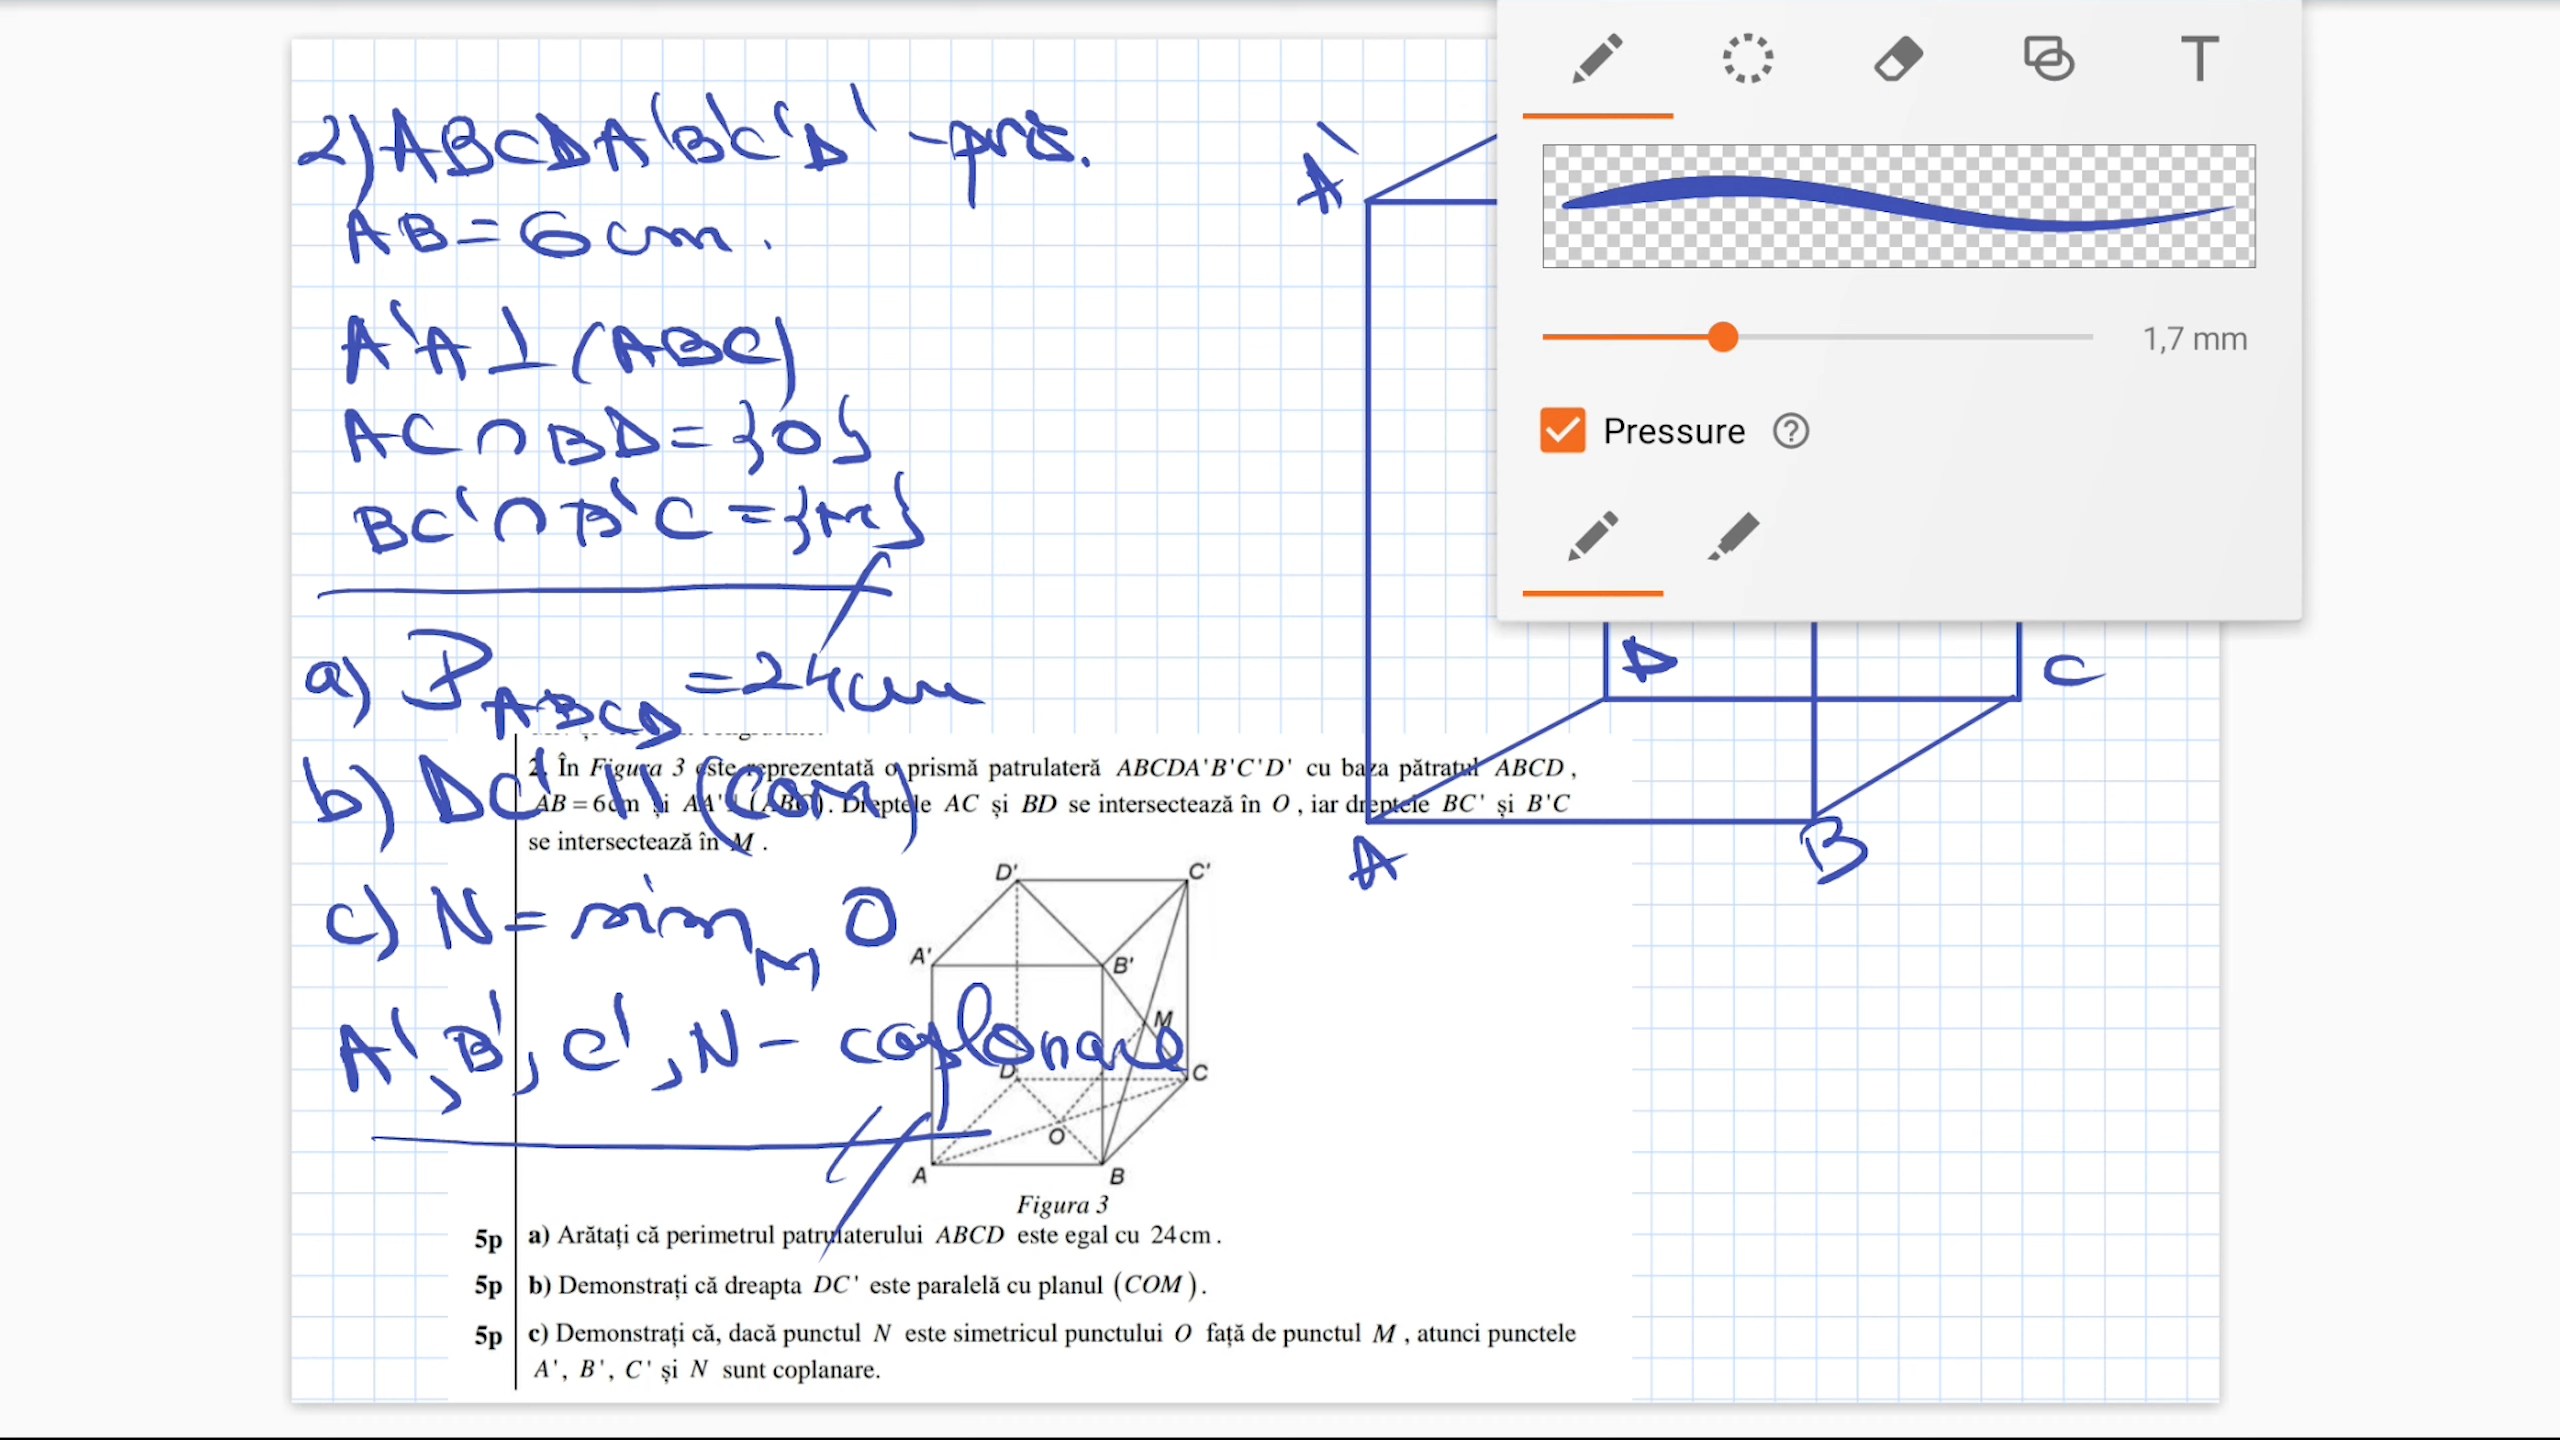 2) ABCDA'B'C'D' - pris.
AB = 6 cm.
A'A ⊥ (ABC)
AC ∩ BD = {O}
BC' ∩ B'C = {M}
a) P ABCD = 24 cm
b) DC' || (COM)
c) N = sim M O
A', B', C', N - coplanare
A'
D
C
A
B
T
1,7 mm
Pressure
2. În Figura 3 este reprezentată o prismă patrulateră ABCDA'B'C'D' cu baza pătratul ABCD,
AB = 6cm și AA' ⊥ (ABC). Dreptele AC și BD se intersectează în O, iar dreptele BC' și B'C
se intersectează în M.
D'
C'
A'
B'
M
D
C
O
A
B
Figura 3
5p a) Arătați că perimetrul patrulaterului ABCD este egal cu 24cm.
5p b) Demonstrați că dreapta DC' este paralelă cu planul (COM).
5p c) Demonstrați că, dacă punctul N este simetricul punctului O față de punctul M, atunci punctele
A', B', C' și N sunt coplanare.